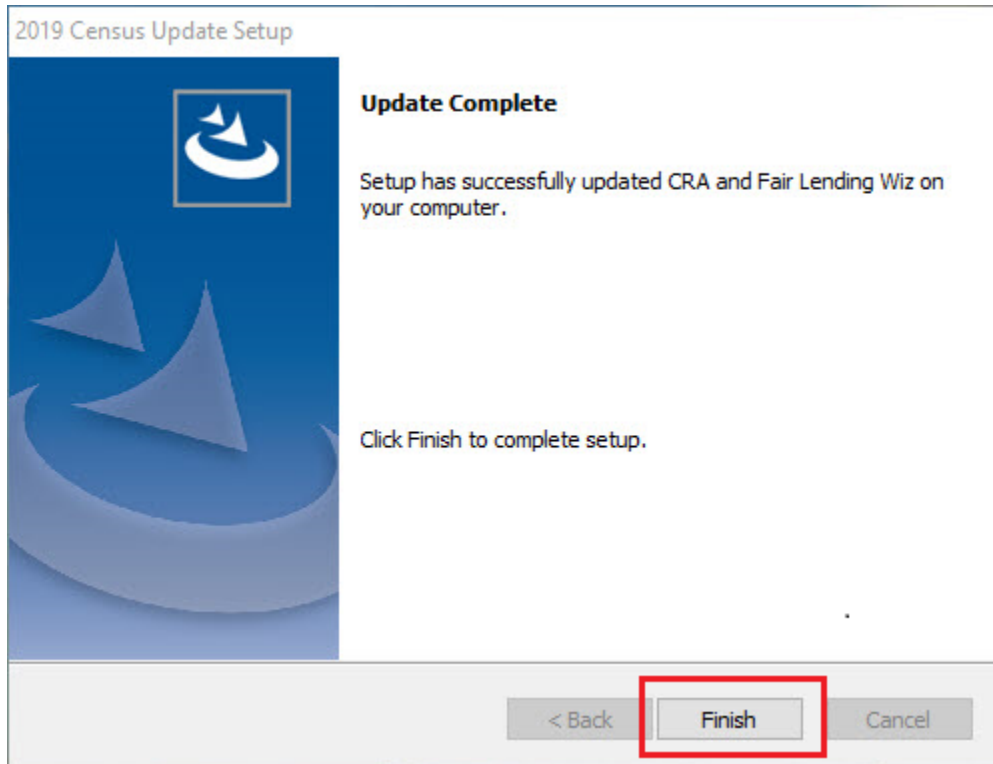 2019 Census Update Setup
Update Complete
Setup has successfully updated CRA and Fair Lending Wiz on
your computer.
Click Finish to complete setup.
< Back Finish Cancel